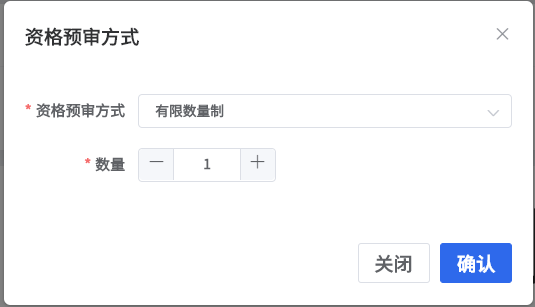 资格预审方式
* 资格预审方式 有限数量制
* 数量 1
关闭 确认